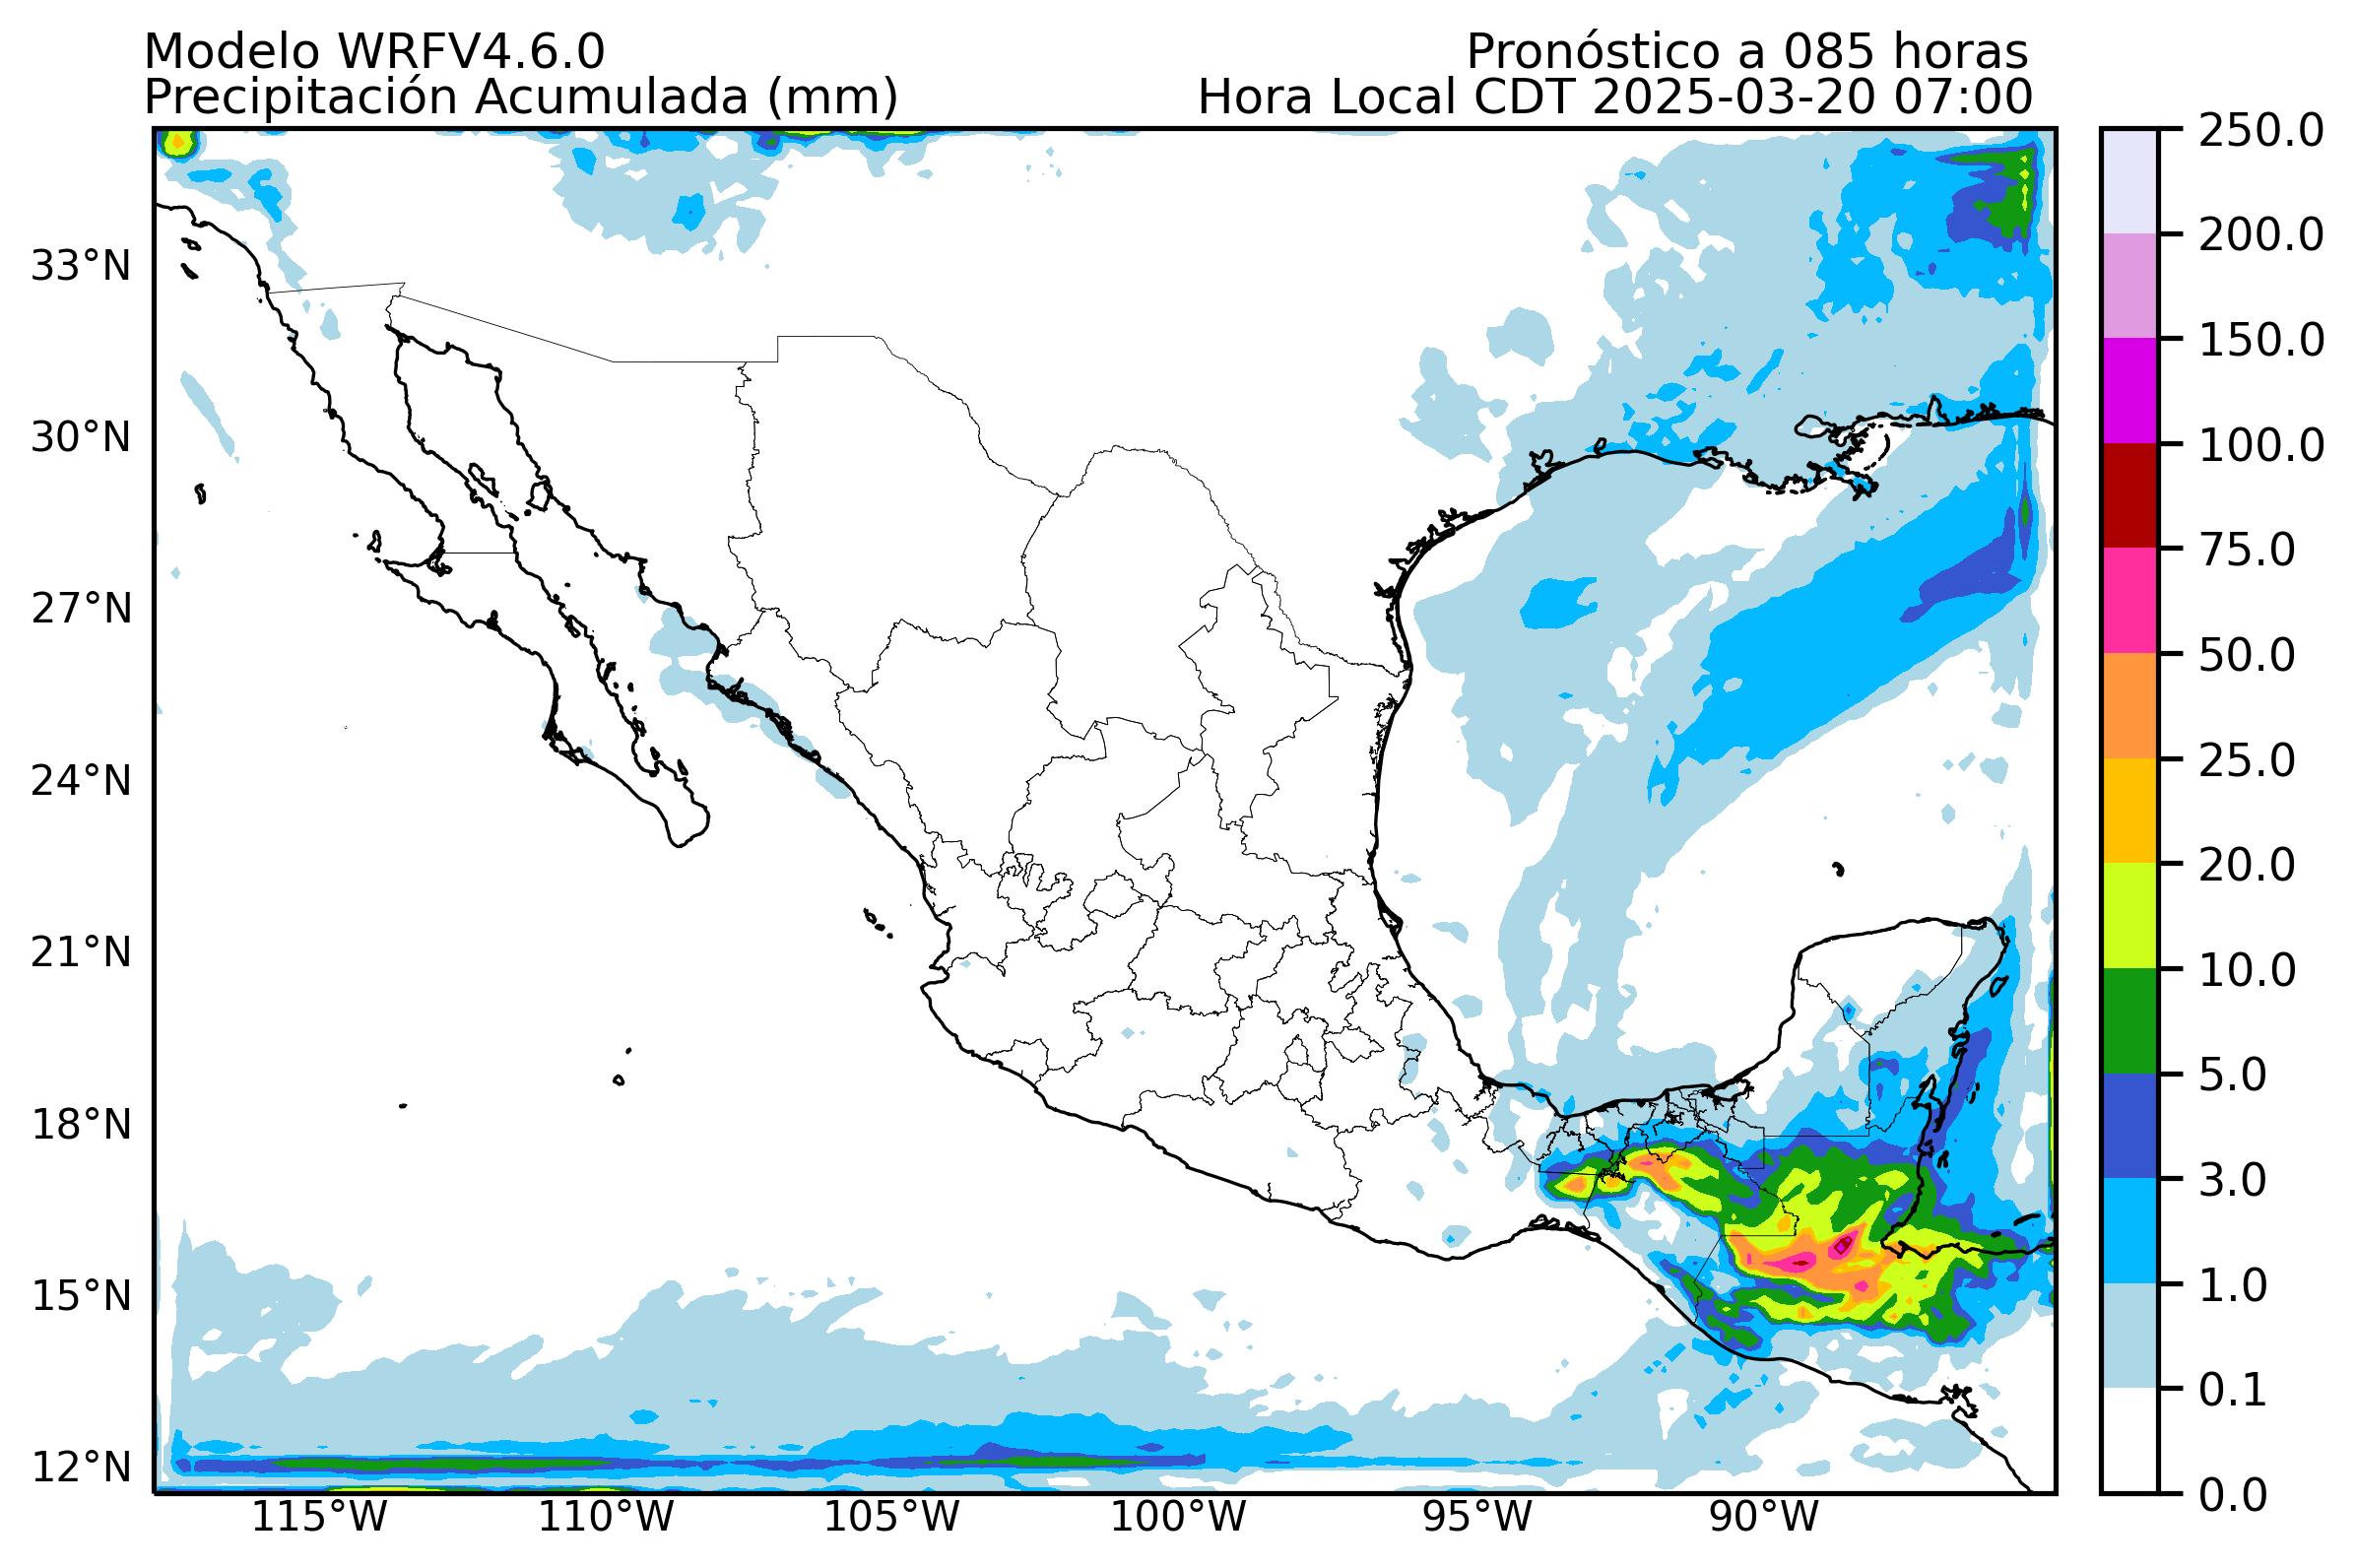 Modelo WRFV4.6.0
Pronóstico a 085 horas
Precipitación Acumulada (mm)
Hora Local CDT 2025-03-20 07:00
33°N
30°N
27°N
24°N
21°N
18°N
15°N
12°N
115°W
110°W
105°W
100°W
95°W
90°W
250.0
200.0
150.0
100.0
75.0
50.0
25.0
20.0
10.0
5.0
3.0
1.0
0.1
0.0